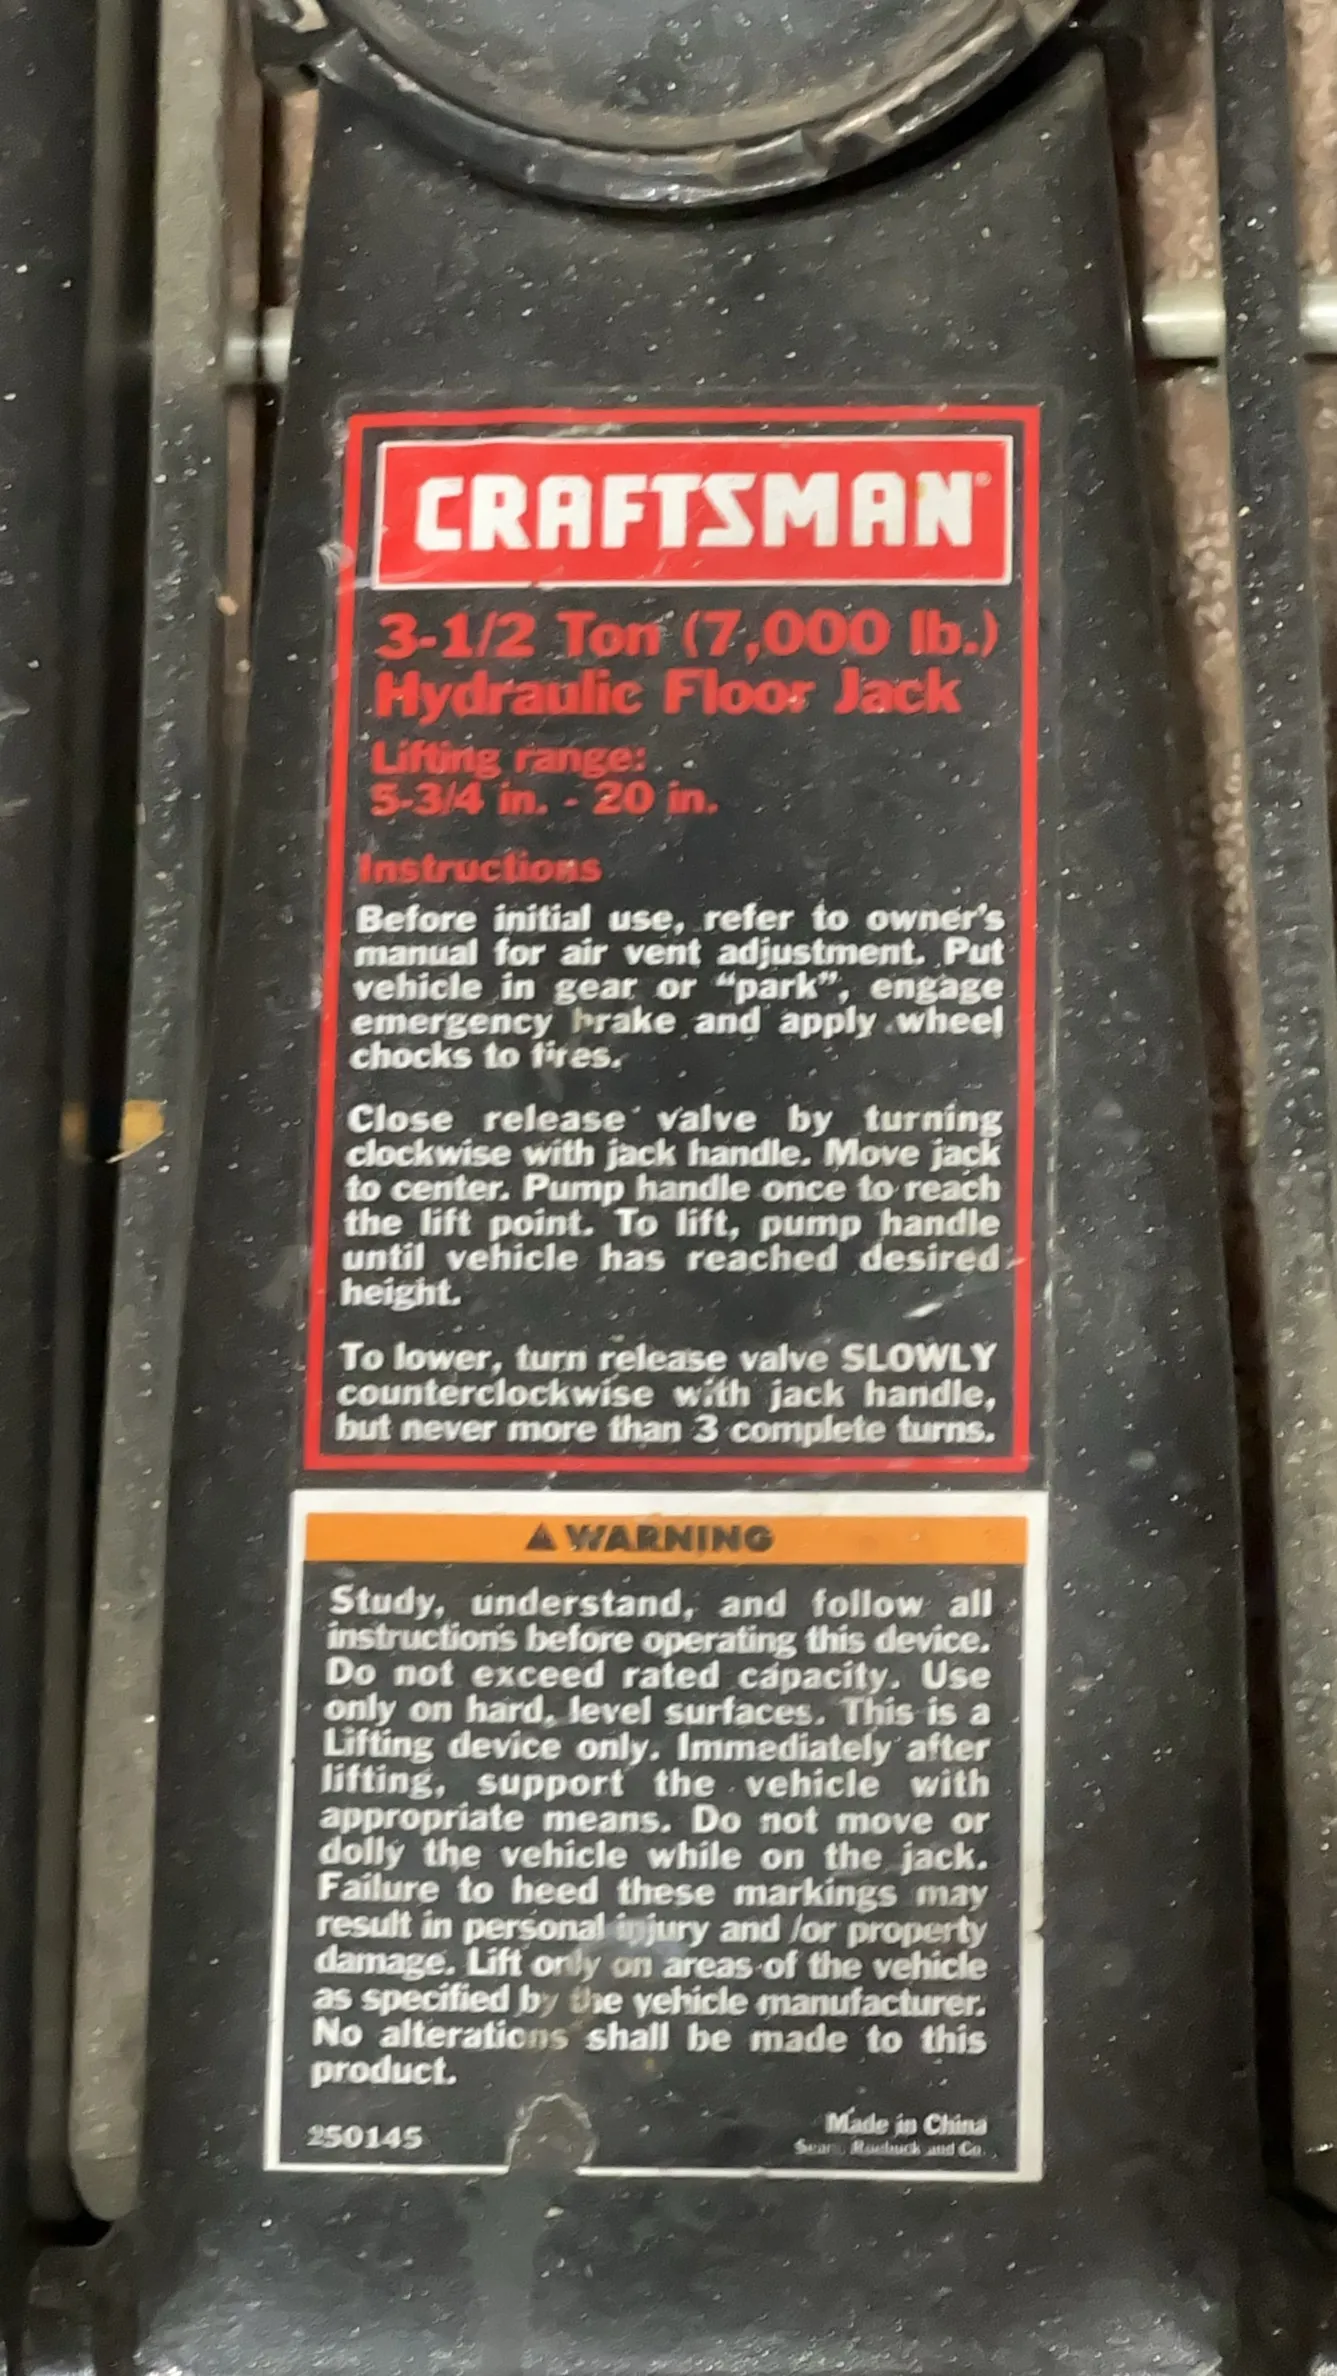 CRAFTSMAN®
3-1/2 Ton (7,000 lb.)
Hydraulic Floor Jack
Lifting range:
5-3/4 in. - 20 in.
Instructions
Before initial use, refer to owner's
manual for air vent adjustment. Put
vehicle in gear or “park”, engage
emergency brake and apply wheel
chocks to tires.
Close release valve by turning
clockwise with jack handle. Move jack
to center. Pump handle once to reach
the lift point. To lift, pump handle
until vehicle has reached desired
height.
To lower, turn release valve SLOWLY
counterclockwise with jack handle,
but never more than 3 complete turns.
WARNING
Study, understand, and follow all
instructions before operating this device.
Do not exceed rated capacity. Use
only on hard, level surfaces. This is a
Lifting device only. Immediately after
lifting, support the vehicle with
appropriate means. Do not move or
dolly the vehicle while on the jack.
Failure to heed these markings may
result in personal injury and /or property
damage. Lift only on areas of the vehicle
as specified by the vehicle manufacturer.
No alterations shall be made to this
product.
250145
Made in China
Sears, Roebuck and Co.